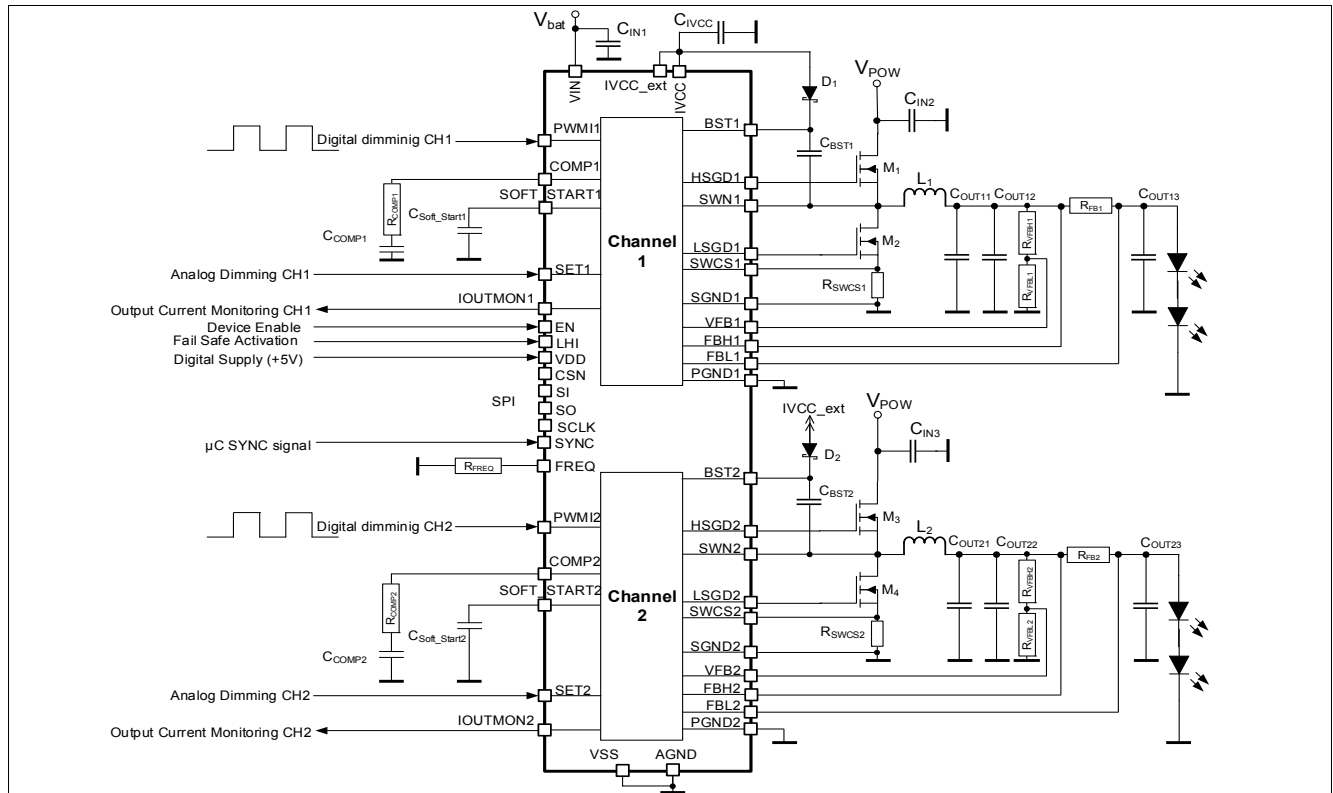 Vbat
CIN1
CIVCC
VIN
IVCC_ext
IVCC
D1
VPOW
CIN2
Digital dimminig CH1
PWMI1
BST1
CBST1
COMP1
HSGD1
M1
RCOMP1
CCOMP1
SOFT_START1
CSoft_Start1
SWN1
L1
COUT11
COUT12
RFB1
COUT13
Channel
1
LSGD1
M2
RVFBH1
RVFBL1
Analog Dimming CH1
SET1
SWCS1
RSWCS1
Output Current Monitoring CH1
IOUTMON1
SGND1
Device Enable
EN
VFB1
Fail Safe Activation
LHI
FBH1
Digital Supply (+5V)
VDD
FBL1
CSN
PGND1
SPI
SI
SO
SCLK
µC SYNC signal
SYNC
RFREQ
FREQ
IVCC_ext
D2
VPOW
CIN3
BST2
CBST2
Digital dimminig CH2
PWMI2
HSGD2
M3
SWN2
L2
COUT21
COUT22
RFB2
COUT23
COMP2
RCOMP2
CCOMP2
SOFT_START2
CSoft_Start2
Channel
2
LSGD2
M4
SWCS2
RSWCS2
RVFBH2
RVFBL2
SGND2
VFB2
Analog Dimming CH2
SET2
FBH2
FBL2
Output Current Monitoring CH2
IOUTMON2
PGND2
VSS
AGND